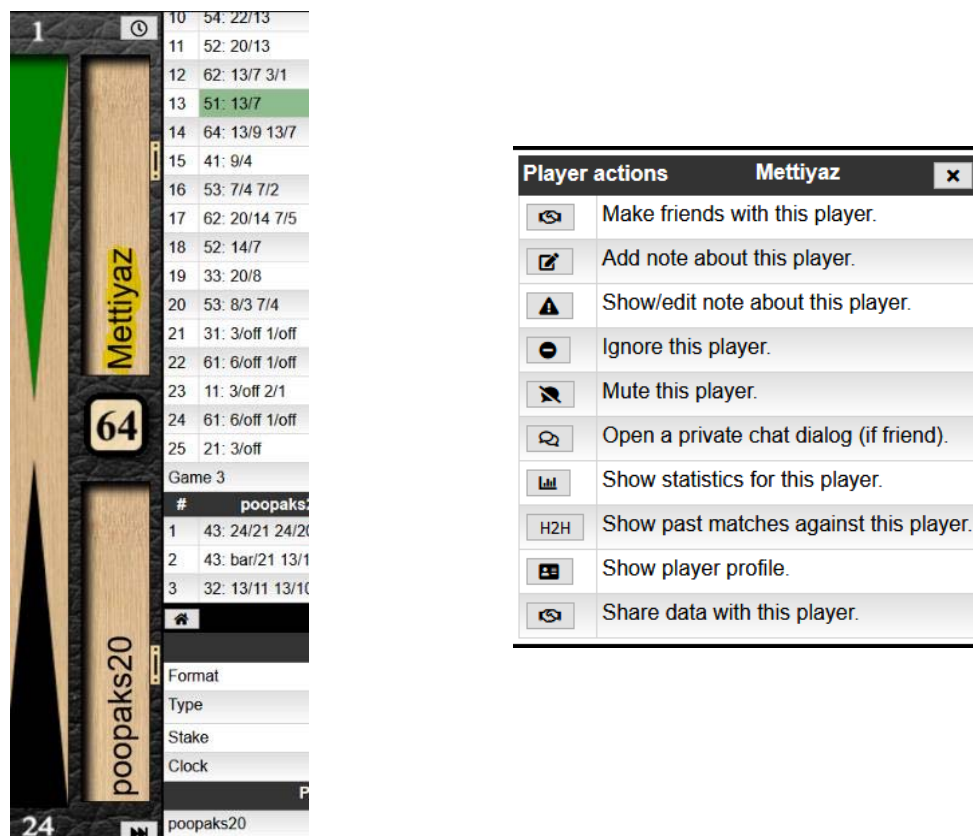 1
10 54: 22/13
11 52: 20/13
12 62: 13/7 3/1
13 51: 13/7
14 64: 13/9 13/7
15 41: 9/4
16 53: 7/4 7/2
17 62: 20/14 7/5
18 52: 14/7
19 33: 20/8
20 53: 8/3 7/4
21 31: 3/off 1/off
22 61: 6/off 1/off
23 11: 3/off 2/1
24 61: 6/off 1/off
25 21: 3/off
Game 3
# poopaks2
1 43: 24/21 24/20
2 43: bar/21 13/1
3 32: 13/11 13/10
Format
Type
Stake
Clock
P
poopaks20
Mettiyaz
64
poopaks20
24
Player actions Mettiyaz
Make friends with this player.
Add note about this player.
Show/edit note about this player.
Ignore this player.
Mute this player.
Open a private chat dialog (if friend).
Show statistics for this player.
H2H Show past matches against this player.
Show player profile.
Share data with this player.